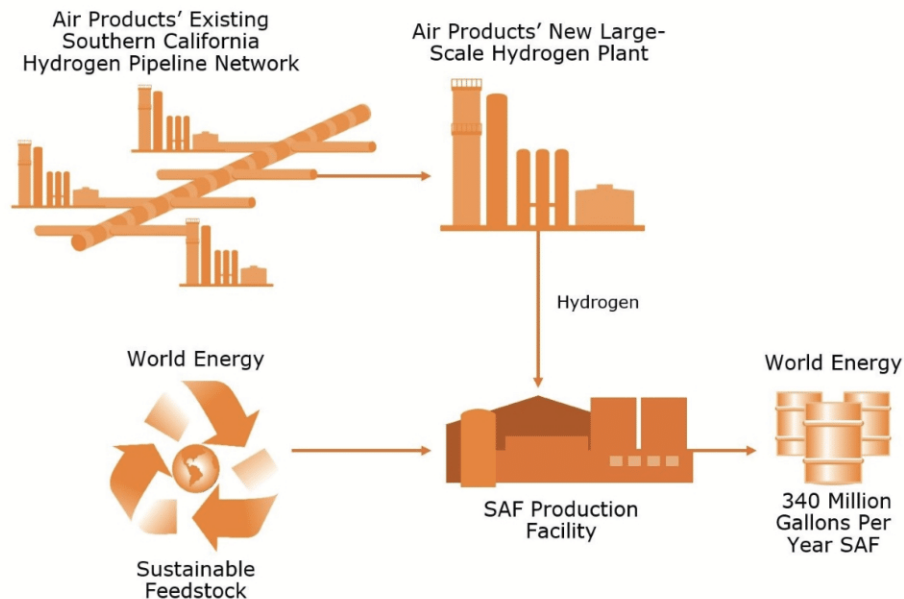 Air Products’ Existing
Southern California
Hydrogen Pipeline Network
Air Products’ New Large-
Scale Hydrogen Plant
Hydrogen
World Energy
Sustainable
Feedstock
SAF Production
Facility
World Energy
340 Million
Gallons Per
Year SAF